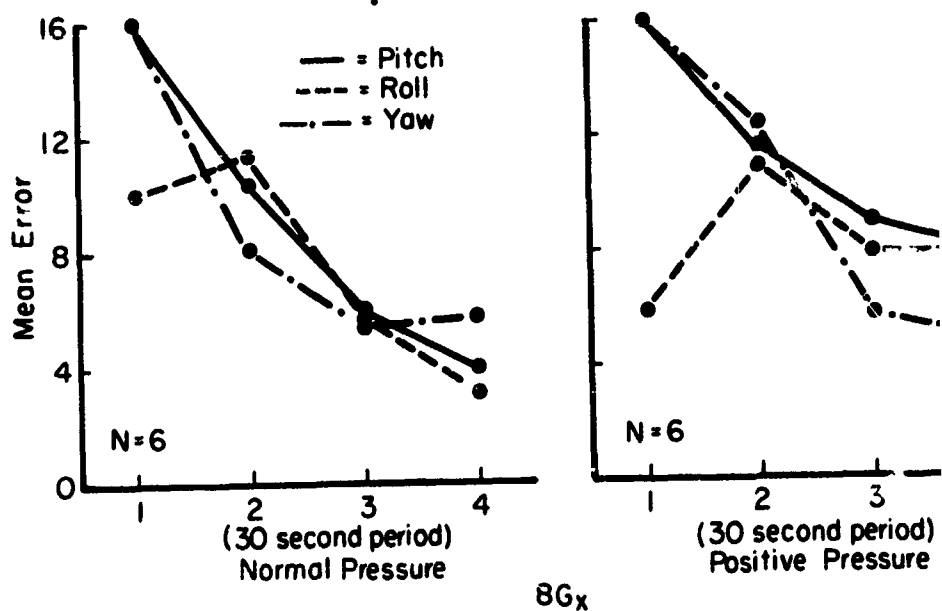 16
12
8
4
0
Mean Error
= Pitch
= Roll
= Yaw
N=6
1 2 3 4
(30 second period)
Normal Pressure
N=6
1 2 3
(30 second period)
Positive Pressure
8Gx